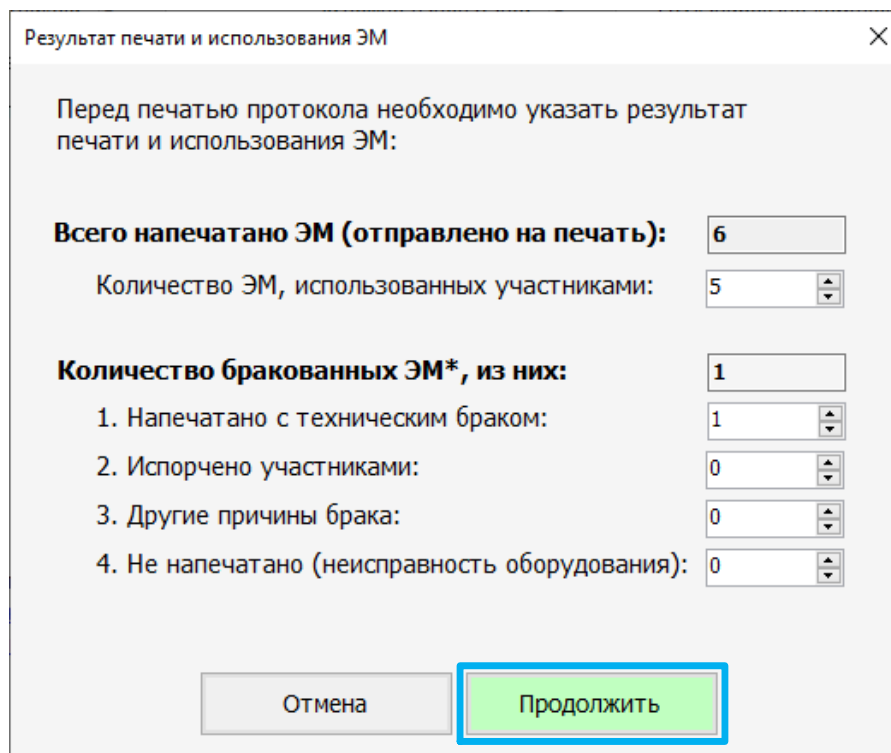 Результат печати и использования ЭМ
Перед печатью протокола необходимо указать результат
печати и использования ЭМ:
Всего напечатано ЭМ (отправлено на печать): 6
Количество ЭМ, использованных участниками: 5
Количество бракованных ЭМ*, из них: 1
1. Напечатано с техническим браком: 1
2. Испорчено участниками: 0
3. Другие причины брака: 0
4. Не напечатано (неисправность оборудования): 0
Отмена Продолжить